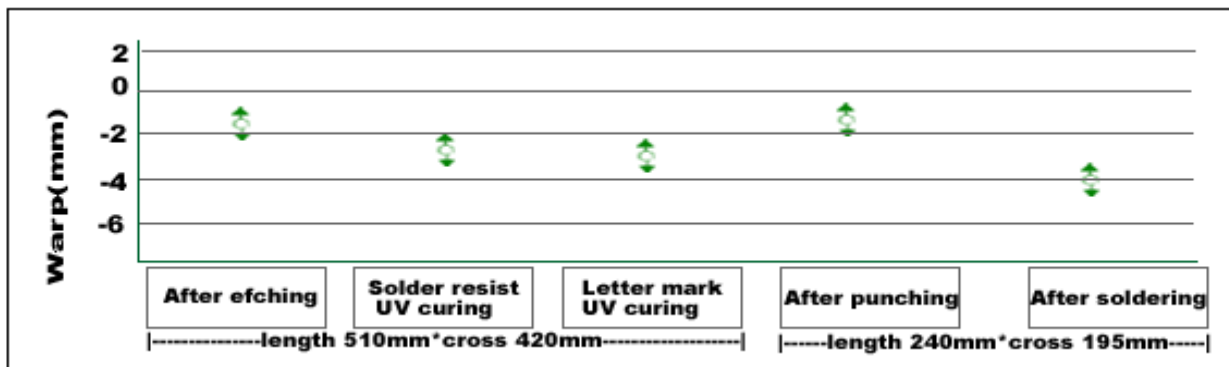 Warp(mm)
2
0
-2
-4
-6
After efching
Solder resist
UV curing
Letter mark
UV curing
After punching
After soldering
|----------------length 510mm*cross 420mm--------------------|
|------length 240mm*cross 195mm-----|